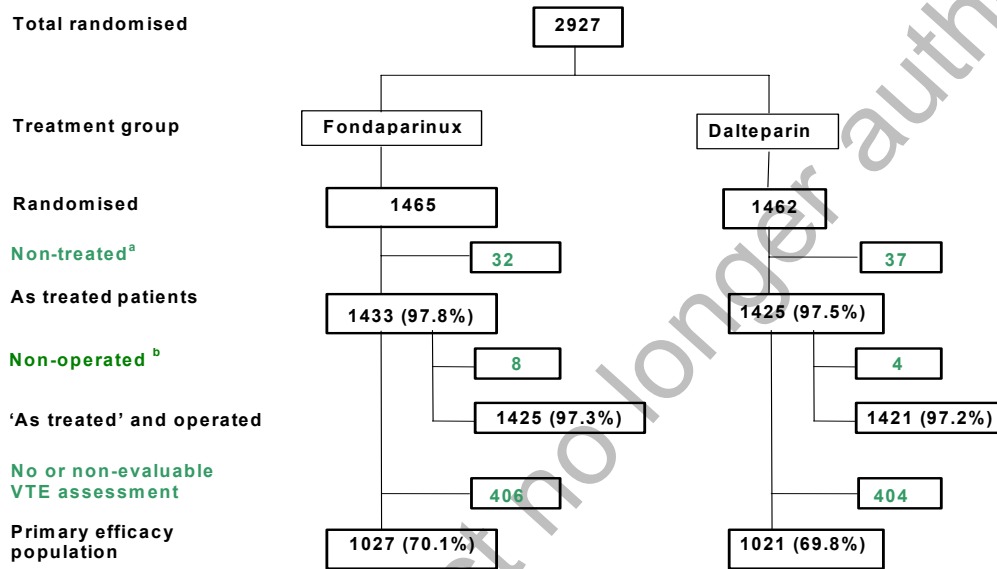 Total randomised
2927
Treatment group
Fondaparinux
Dalteparin
Randomised
1465
1462
Non-treated a
32
37
As treated patients
1433 (97.8%)
1425 (97.5%)
Non-operated b
8
4
‘As treated’ and operated
1425 (97.3%)
1421 (97.2%)
No or non-evaluable
VTE assessment
406
404
Primary efficacy
population
1027 (70.1%)
1021 (69.8%)
no longer